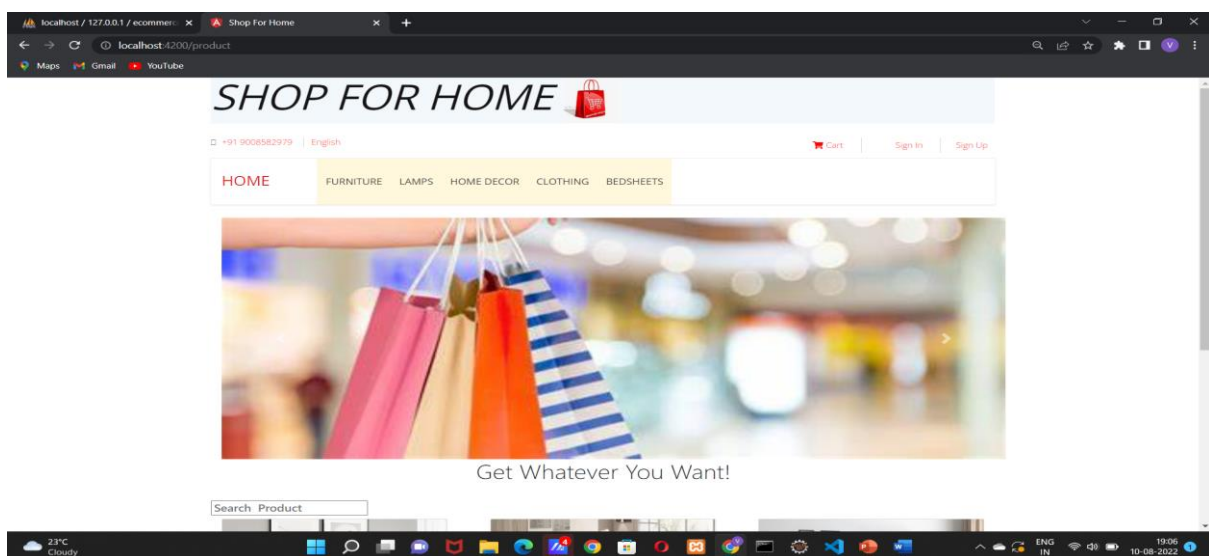 localhost / 127.0.0.1 / ecommerc
Shop For Home
localhost:4200/product
Maps Gmail YouTube
V
SHOP FOR HOME
+91 9008582979 | English
Cart Sign In Sign Up
HOME FURNITURE LAMPS HOME DECOR CLOTHING BEDSHEETS
Get Whatever You Want!
Search Product
23°C
Cloudy
ENG
IN
19:06
10-08-2022
1